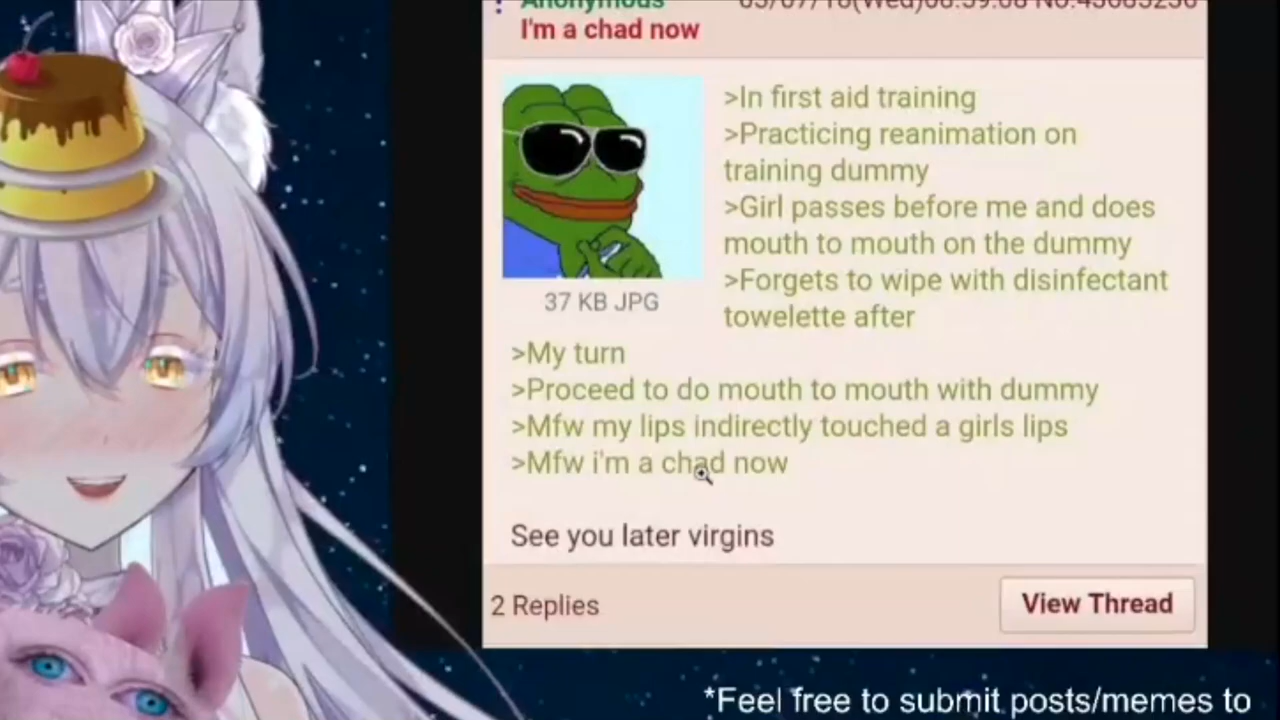 Anonymous
I'm a chad now
>In first aid training
>Practicing reanimation on
training dummy
>Girl passes before me and does
mouth to mouth on the dummy
>Forgets to wipe with disinfectant
towelette after
37 KB JPG
>My turn
>Proceed to do mouth to mouth with dummy
>Mfw my lips indirectly touched a girls lips
>Mfw i'm a chad now
See you later virgins
2 Replies
View Thread
*Feel free to submit posts/memes to